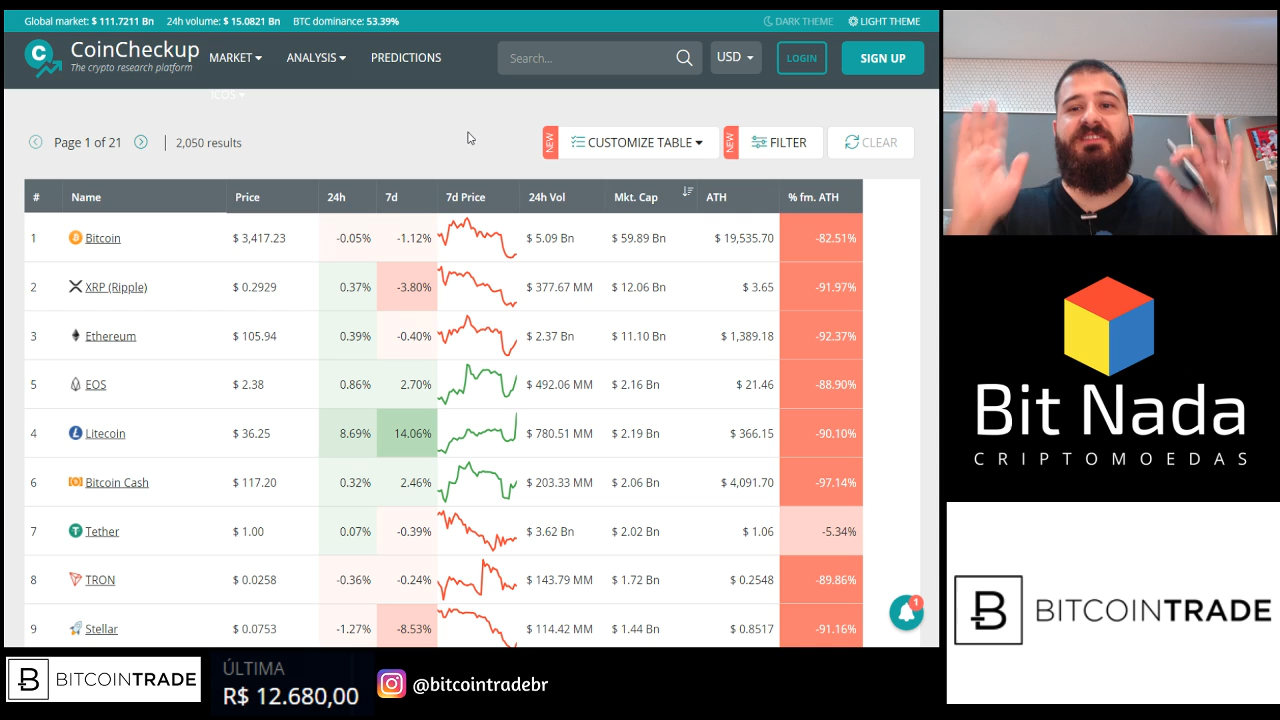 Global market: $ 111.7211 Bn 24h volume: $ 15.0821 Bn BTC dominance: 53.39% DARK THEME LIGHT THEME
CoinCheckup
The crypto research platform
MARKET ANALYSIS PREDICTIONS Search... USD LOGIN SIGN UP
ICOS
Page 1 of 21 2,050 results NEW CUSTOMIZE TABLE NEW FILTER CLEAR
# Name Price 24h 7d 7d Price 24h Vol Mkt. Cap ATH % fm. ATH
1 Bitcoin $ 3,417.23 -0.05% -1.12% $ 5.09 Bn $ 59.89 Bn $ 19,535.70 -82.51%
2 XRP (Ripple) $ 0.2929 0.37% -3.80% $ 377.67 MM $ 12.06 Bn $ 3.65 -91.97%
3 Ethereum $ 105.94 0.39% -0.40% $ 2.37 Bn $ 11.10 Bn $ 1,389.18 -92.37%
5 EOS $ 2.38 0.86% 2.70% $ 492.06 MM $ 2.16 Bn $ 21.46 -88.90%
4 Litecoin $ 36.25 8.69% 14.06% $ 780.51 MM $ 2.19 Bn $ 366.15 -90.10%
6 Bitcoin Cash $ 117.20 0.32% 2.46% $ 203.33 MM $ 2.06 Bn $ 4,091.70 -97.14%
7 Tether $ 1.00 0.07% -0.39% $ 3.62 Bn $ 2.02 Bn $ 1.06 -5.34%
8 TRON $ 0.0258 -0.36% -0.24% $ 143.79 MM $ 1.72 Bn $ 0.2548 -89.86%
9 Stellar $ 0.0753 -1.27% -8.53% $ 114.42 MM $ 1.44 Bn $ 0.8517 -91.16%
1
Bit Nada
CRIPTOMOEDAS
BITCOINTRADE
BITCOINTRADE
ÚLTIMA
R$ 12.680,00
@bitcointradebr